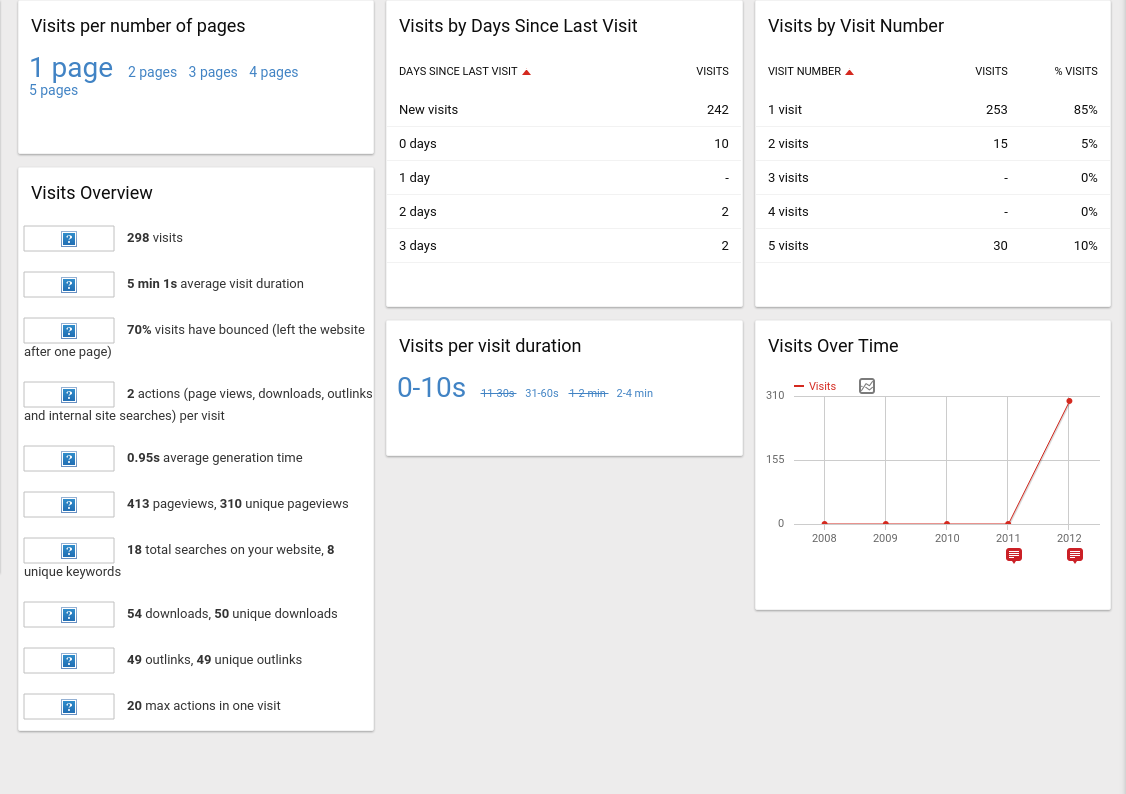 Visits per number of pages
1 page 2 pages 3 pages 4 pages
5 pages
Visits Overview
298 visits
5 min 1s average visit duration
70% visits have bounced (left the website
after one page)
2 actions (page views, downloads, outlinks
and internal site searches) per visit
0.95s average generation time
413 pageviews, 310 unique pageviews
18 total searches on your website, 8
unique keywords
54 downloads, 50 unique downloads
49 outlinks, 49 unique outlinks
20 max actions in one visit
Visits by Days Since Last Visit
DAYS SINCE LAST VISIT VISITS
New visits 242
0 days 10
1 day -
2 days 2
3 days 2
Visits per visit duration
0-10s 11-30s 31-60s 1-2 min 2-4 min
Visits by Visit Number
VISIT NUMBER VISITS % VISITS
1 visit 253 85%
2 visits 15 5%
3 visits - 0%
4 visits - 0%
5 visits 30 10%
Visits Over Time
Visits
310
155
0
2008 2009 2010 2011 2012